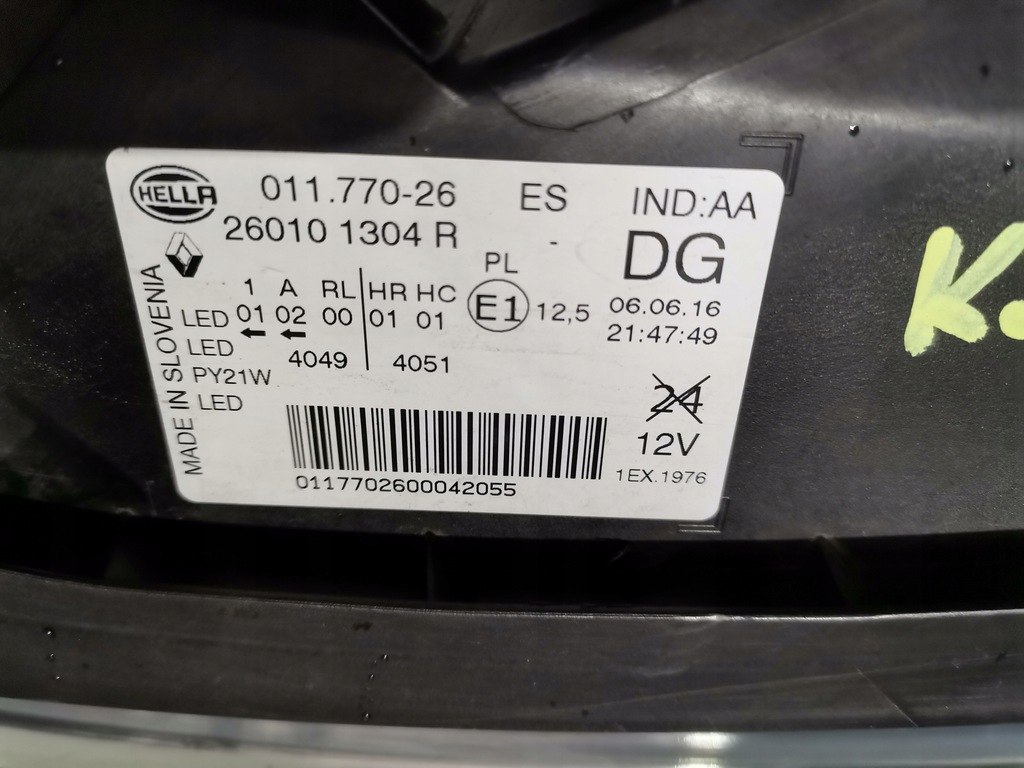 HELLA 011.770-26 ES IND:AA
26010 1304 R - DG
MADE IN SLOVENIA
1 A RL HR HC PL
LED 01 02 00 01 01 E1 12,5 06.06.16
21:47:49
LED 4049 4051
PY21W
LED
24
12V
1EX.1976
0117702600042055
K.